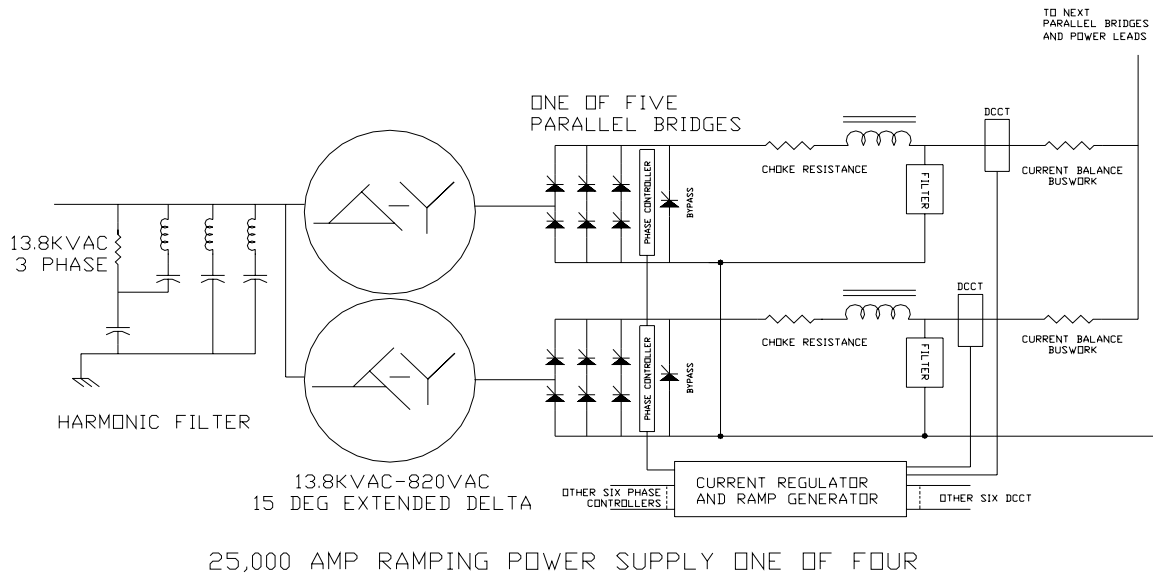 TO NEXT
PARALLEL BRIDGES
AND POWER LEADS
ONE OF FIVE
PARALLEL BRIDGES
DCCT
PHASE CONTROLLER
BYPASS
CHOKE RESISTANCE
FILTER
CURRENT BALANCE
BUSWORK
13.8KVAC
3 PHASE
DCCT
PHASE CONTROLLER
BYPASS
CHOKE RESISTANCE
FILTER
CURRENT BALANCE
BUSWORK
HARMONIC FILTER
13.8KVAC-820VAC
15 DEG EXTENDED DELTA
OTHER SIX PHASE
CONTROLLERS
CURRENT REGULATOR
AND RAMP GENERATOR
OTHER SIX DCCT
25,000 AMP RAMPING POWER SUPPLY ONE OF FOUR